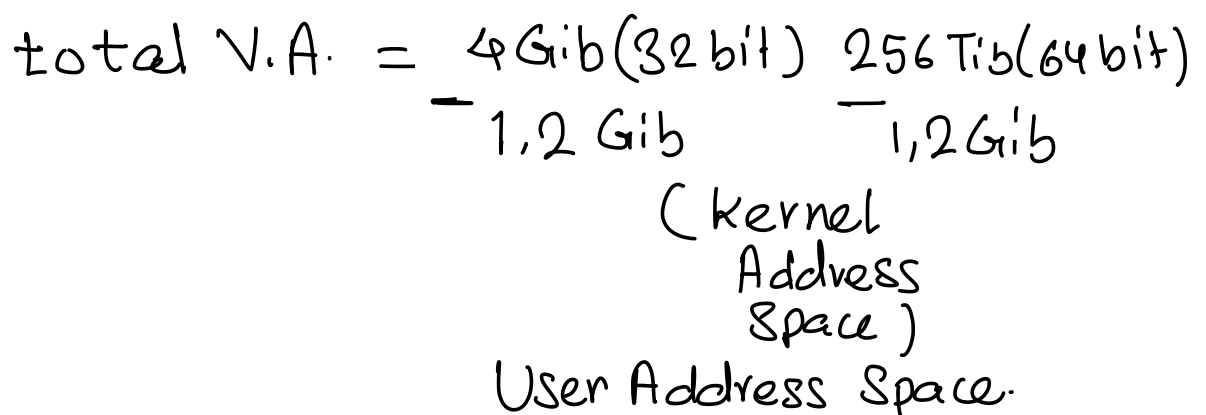 total V.A. = 4Gib(32bit) 256Tib(64bit)
- 1,2 Gib - 1,2Gib
(kernel
Address
Space)
User Address Space.